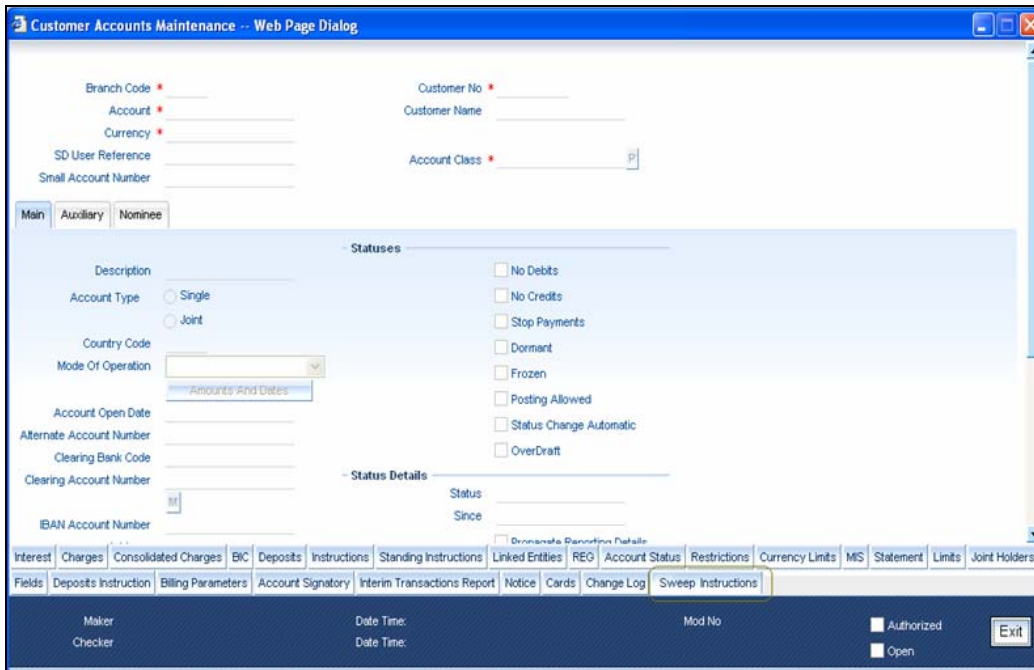 Customer Accounts Maintenance -- Web Page Dialog
Branch Code *
Customer No *
Account *
Customer Name
Currency *
SD User Reference
Account Class *
P
Small Account Number
Main Auxiliary Nominee
Statuses
Description
No Debits
Account Type
Single
No Credits
Joint
Stop Payments
Country Code
Dormant
Mode Of Operation
Frozen
Amounts And Dates
Posting Allowed
Account Open Date
Status Change Automatic
Alternate Account Number
OverDraft
Clearing Bank Code
Clearing Account Number
Status Details
Status
M
Since
IBAN Account Number
Propagate Reporting Details
Interest Charges Consolidated Charges BIC Deposits Instructions Standing Instructions Linked Entities REG Account Status Restrictions Currency Limits MIS Statement Limits Joint Holders
Fields Deposits Instruction Billing Parameters Account Signatory Interim Transactions Report Notice Cards Change Log Sweep Instructions
Maker
Date Time:
Mod No
Authorized
Exit
Checker
Date Time:
Open